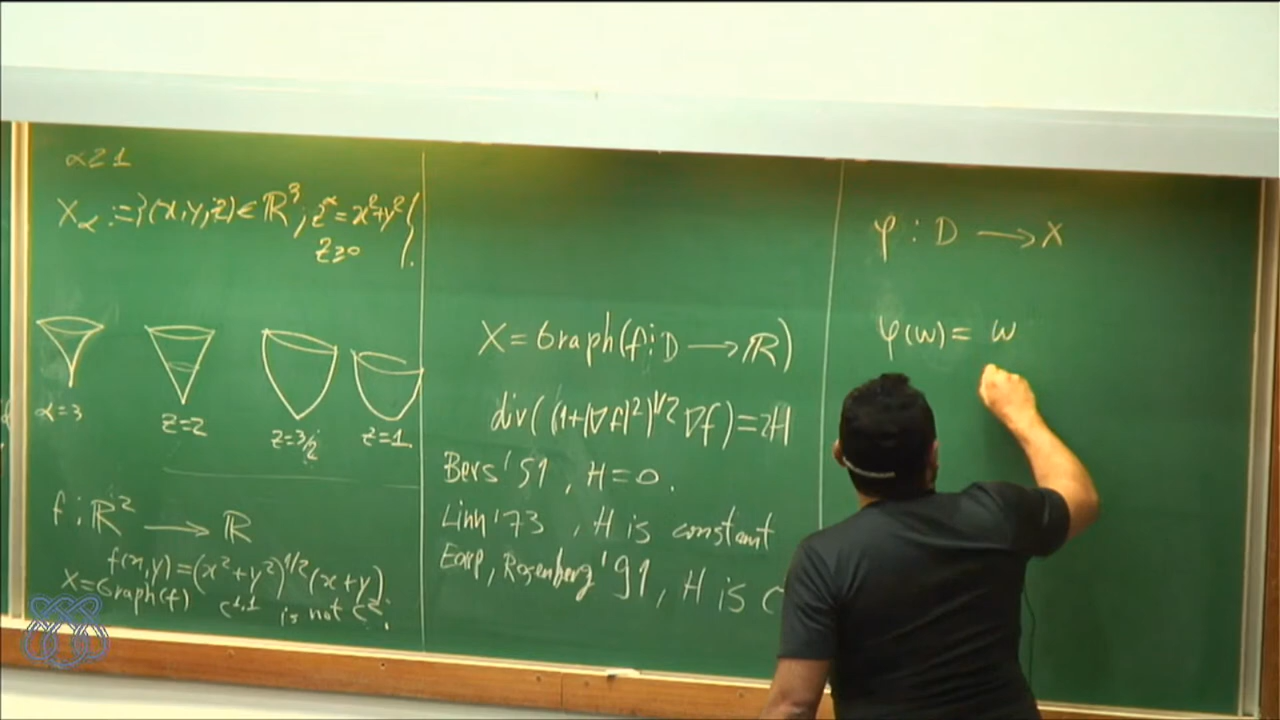 α≥1
X_α := {(x,y,z) ∈ ℝ³; z^α = x²+y²
z≥0 }.
α=3
z=2
z=3/2
z=1
f: ℝ² → ℝ
f(x,y) = (x²+y²)^{1/2}(x+y)
X = Graph(f) C^{1,1} is not C².
X = Graph(f: D → ℝ)
div((1+|∇f|²)^{1/2} ∇f) = 2H
Bers '51, H=0.
'73, H is constant
Earp, Rosenberg '91, H is
φ: D → X
φ(w) = w